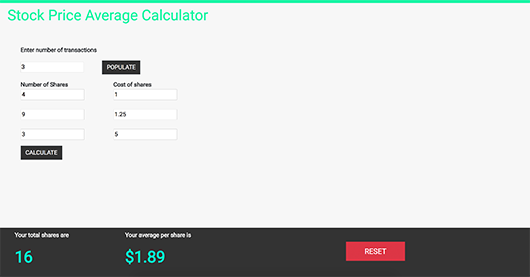 Stock Price Average Calculator
Enter number of transactions
3 POPULATE
Number of Shares Cost of shares
4 1
9 1.25
3 5
CALCULATE
Your total shares are Your average per share is
16 $1.89 RESET